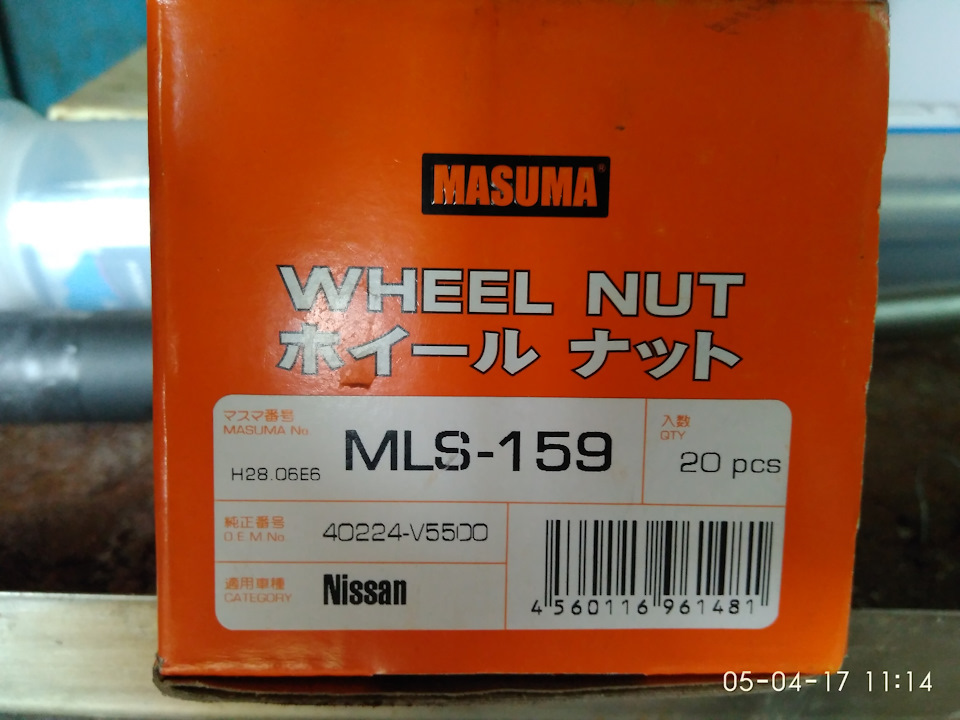 MASUMA®
WHEEL NUT
ホイール ナット
マスマ番号
MASUMA No.
MLS-159
H28.06E6
入数
QTY
20 pcs
純正番号
O.E.M.No.
40224-V5500
適用車種
CATEGORY
Nissan
4 560116 961481
05-04-17 11:14